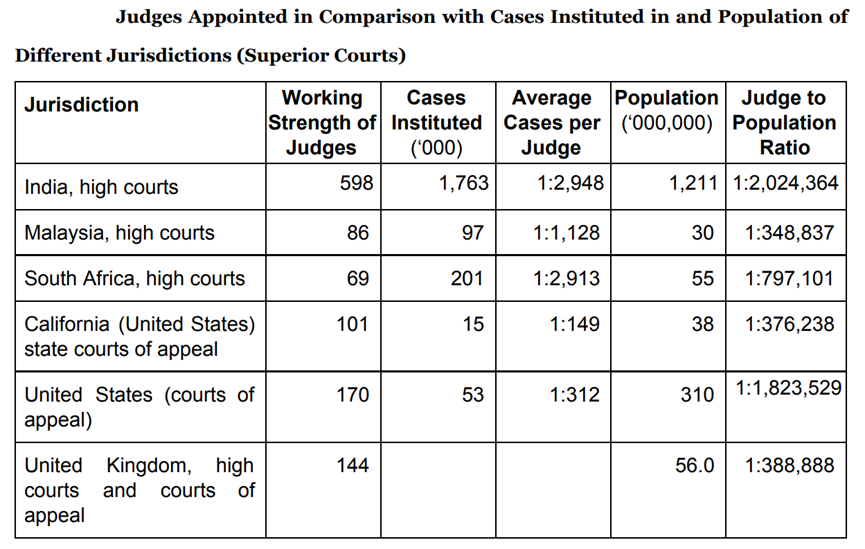 Judges Appointed in Comparison with Cases Instituted in and Population of
Different Jurisdictions (Superior Courts)
Jurisdiction Working Strength of Judges Cases Instituted (‘000) Average Cases per Judge Population (‘000,000) Judge to Population Ratio
India, high courts 598 1,763 1:2,948 1,211 1:2,024,364
Malaysia, high courts 86 97 1:1,128 30 1:348,837
South Africa, high courts 69 201 1:2,913 55 1:797,101
California (United States) state courts of appeal 101 15 1:149 38 1:376,238
United States (courts of appeal) 170 53 1:312 310 1:1,823,529
United Kingdom, high courts and courts of appeal 144 56.0 1:388,888